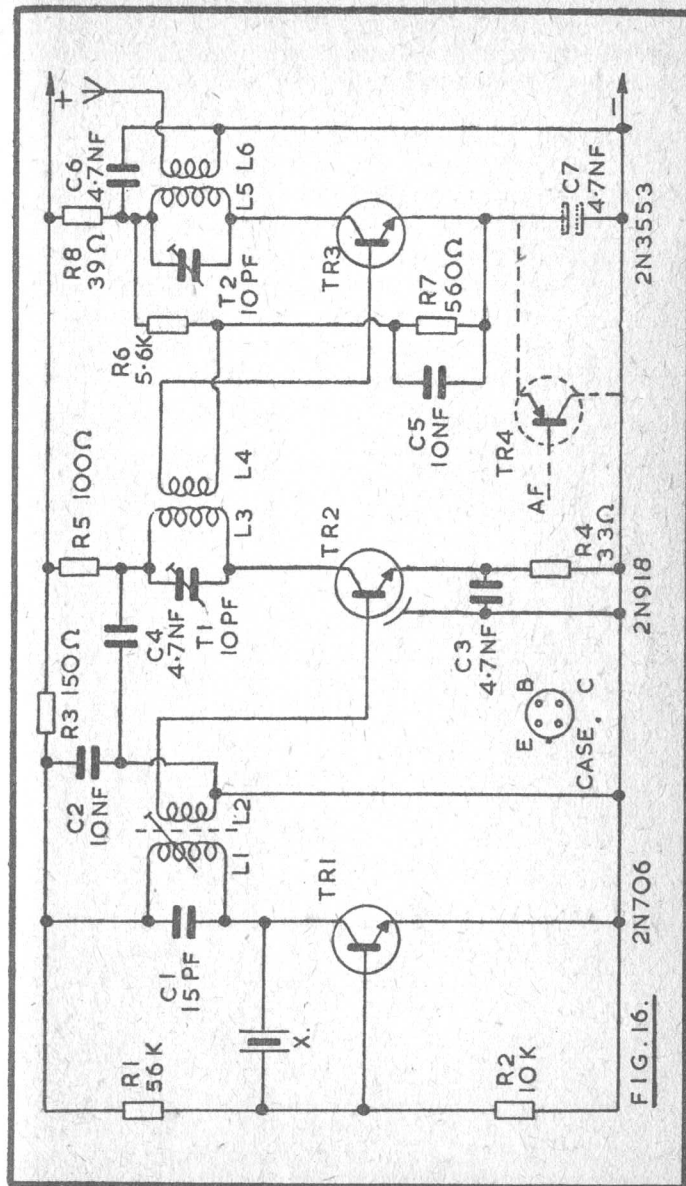 R1
56K
C1
15 PF
X.
R2
10K
L1
L2
TR1
2N706
FIG.16.
C2
10NF
R3 150Ω
R5 100Ω
C4
4·7NF
T1
10PF
L3
L4
TR2
C3
4·7NF
R4
33Ω
E
B
C
CASE.
2N918
R8
39Ω
C6
4·7NF
+
R6
5·6K
T2
10PF
L5
L6
TR3
C5
10NF
R7
560Ω
AF
TR4
C7
4·7NF
−
2N3553